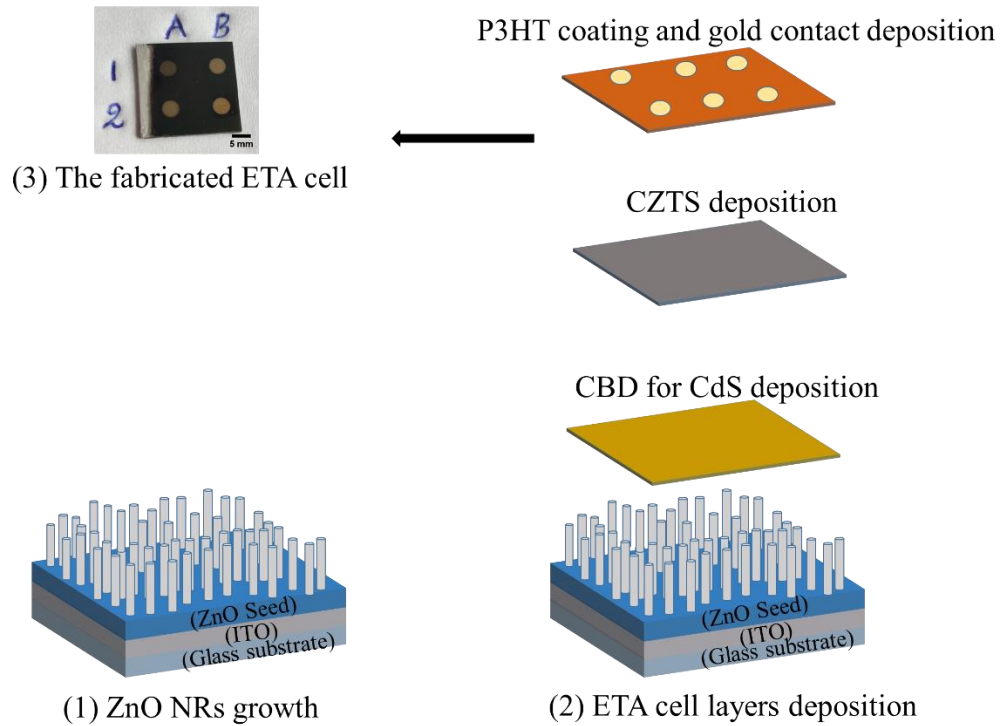 A B
1
2
5 mm
(3) The fabricated ETA cell
P3HT coating and gold contact deposition
CZTS deposition
CBD for CdS deposition
(ZnO Seed)
(ITO)
(Glass substrate)
(1) ZnO NRs growth
(ZnO Seed)
(ITO)
(Glass substrate)
(2) ETA cell layers deposition